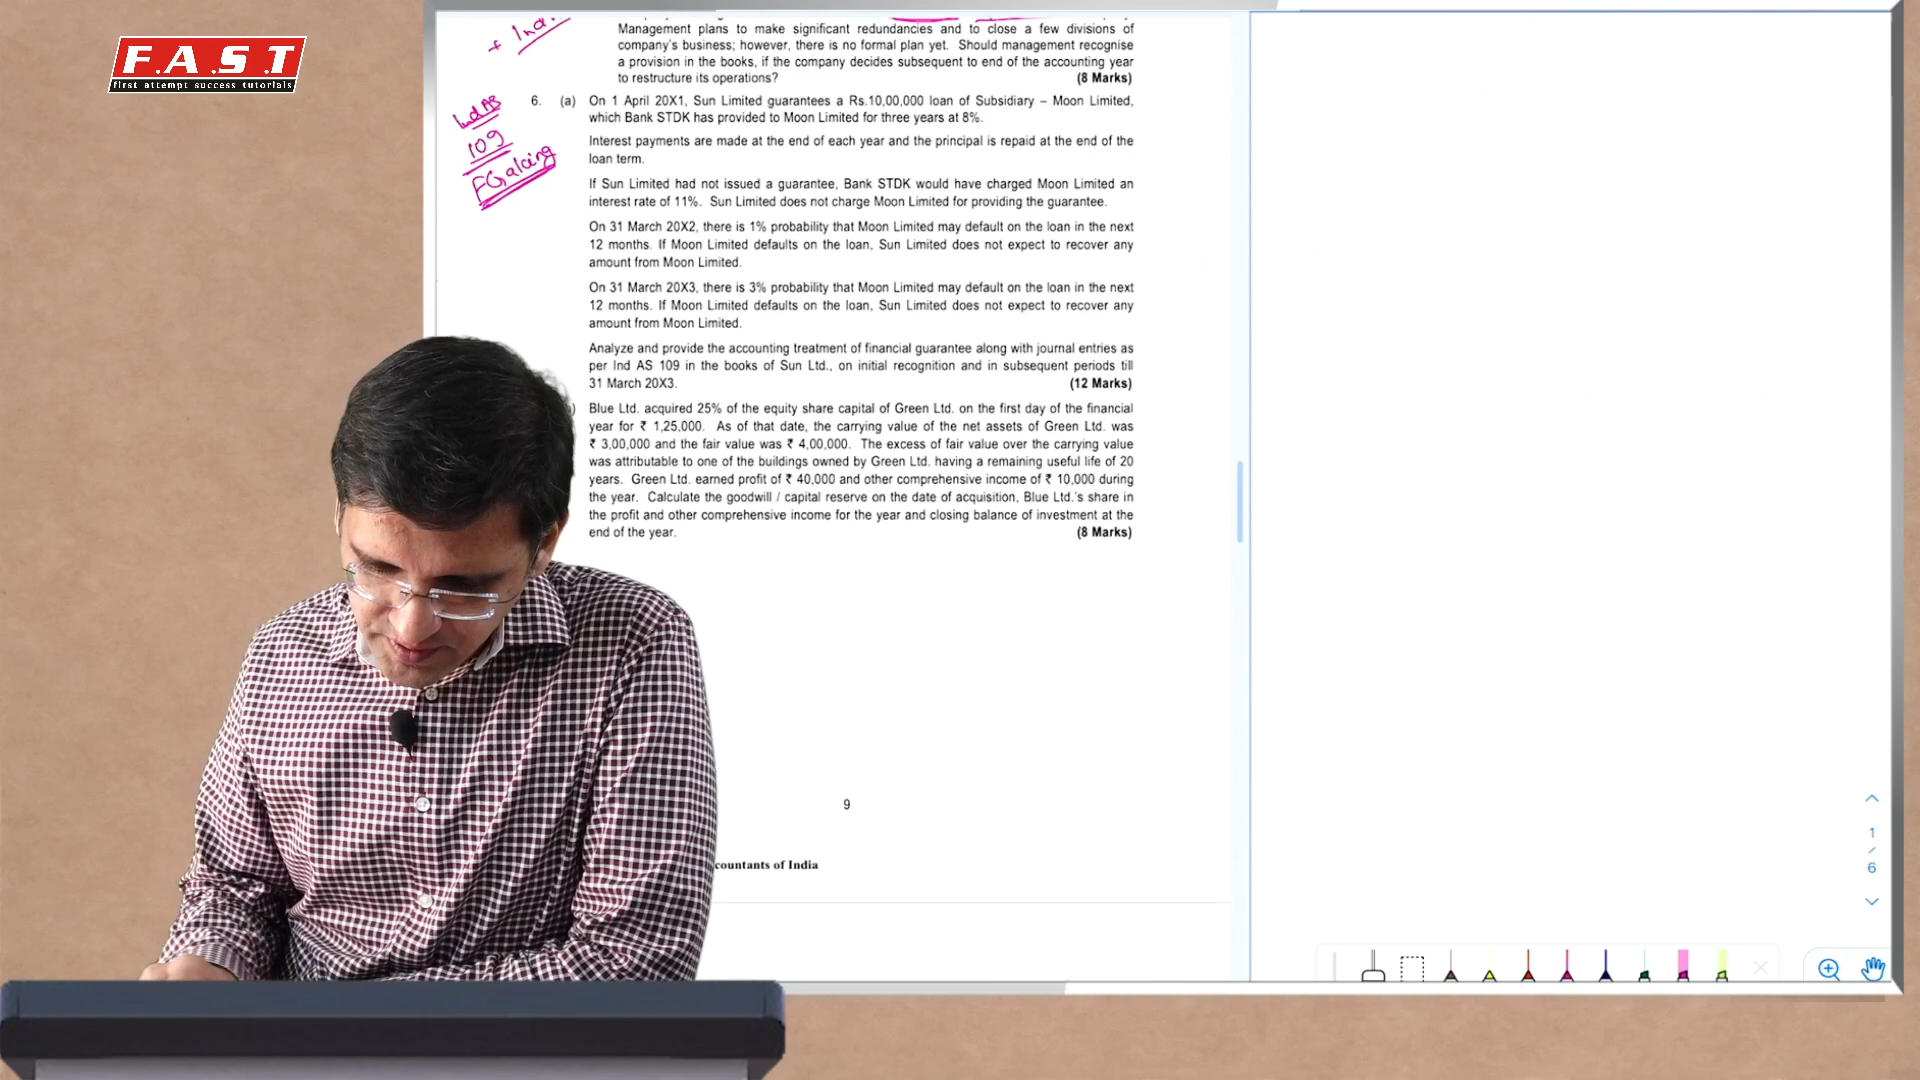 F.A.S.T
first attempt success tutorials
+ Ind.
Management plans to make significant redundancies and to close a few divisions of
company's business; however, there is no formal plan yet. Should management recognise
a provision in the books, if the company decides subsequent to end of the accounting year
to restructure its operations? (8 Marks)
Ind AS
109
6. (a) On 1 April 20X1, Sun Limited guarantees a Rs.10,00,000 loan of Subsidiary – Moon Limited,
which Bank STDK has provided to Moon Limited for three years at 8%.
Interest payments are made at the end of each year and the principal is repaid at the end of the
loan term.
If Sun Limited had not issued a guarantee, Bank STDK would have charged Moon Limited an
interest rate of 11%. Sun Limited does not charge Moon Limited for providing the guarantee.
On 31 March 20X2, there is 1% probability that Moon Limited may default on the loan in the next
12 months. If Moon Limited defaults on the loan, Sun Limited does not expect to recover any
amount from Moon Limited.
On 31 March 20X3, there is 3% probability that Moon Limited may default on the loan in the next
12 months. If Moon Limited defaults on the loan, Sun Limited does not expect to recover any
amount from Moon Limited.
Analyze and provide the accounting treatment of financial guarantee along with journal entries as
per Ind AS 109 in the books of Sun Ltd., on initial recognition and in subsequent periods till
31 March 20X3. (12 Marks)
) Blue Ltd. acquired 25% of the equity share capital of Green Ltd. on the first day of the financial
year for ₹ 1,25,000. As of that date, the carrying value of the net assets of Green Ltd. was
₹ 3,00,000 and the fair value was ₹ 4,00,000. The excess of fair value over the carrying value
was attributable to one of the buildings owned by Green Ltd. having a remaining useful life of 20
years. Green Ltd. earned profit of ₹ 40,000 and other comprehensive income of ₹ 10,000 during
the year. Calculate the goodwill / capital reserve on the date of acquisition, Blue Ltd.'s share in
the profit and other comprehensive income for the year and closing balance of investment at the
end of the year. (8 Marks)
9
countants of India
1
/
6